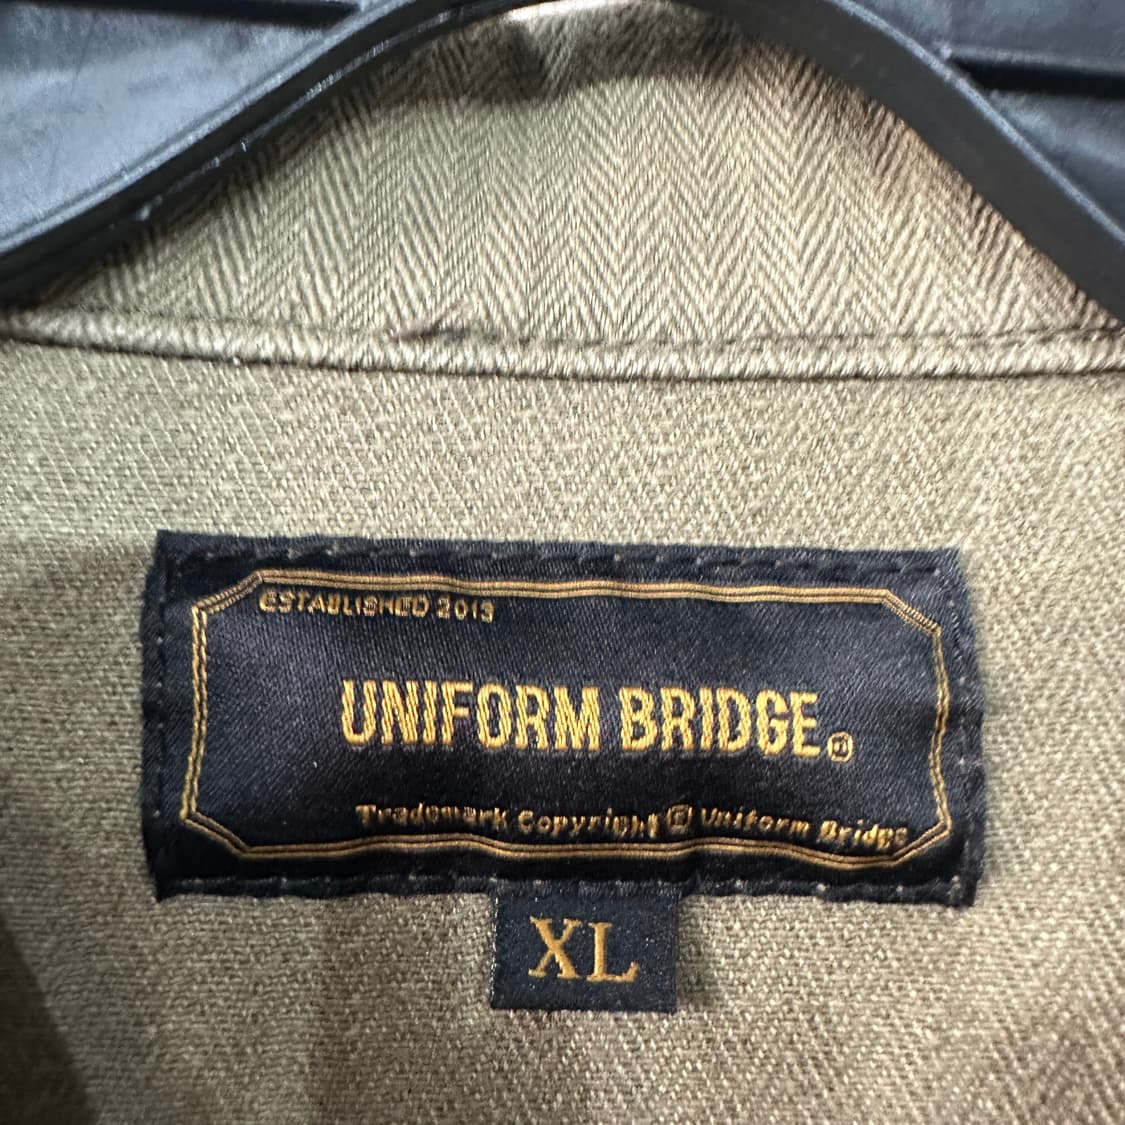 ESTABLISHED 2013
UNIFORM BRIDGE®
Trademark Copyright © Uniform Bridge
XL